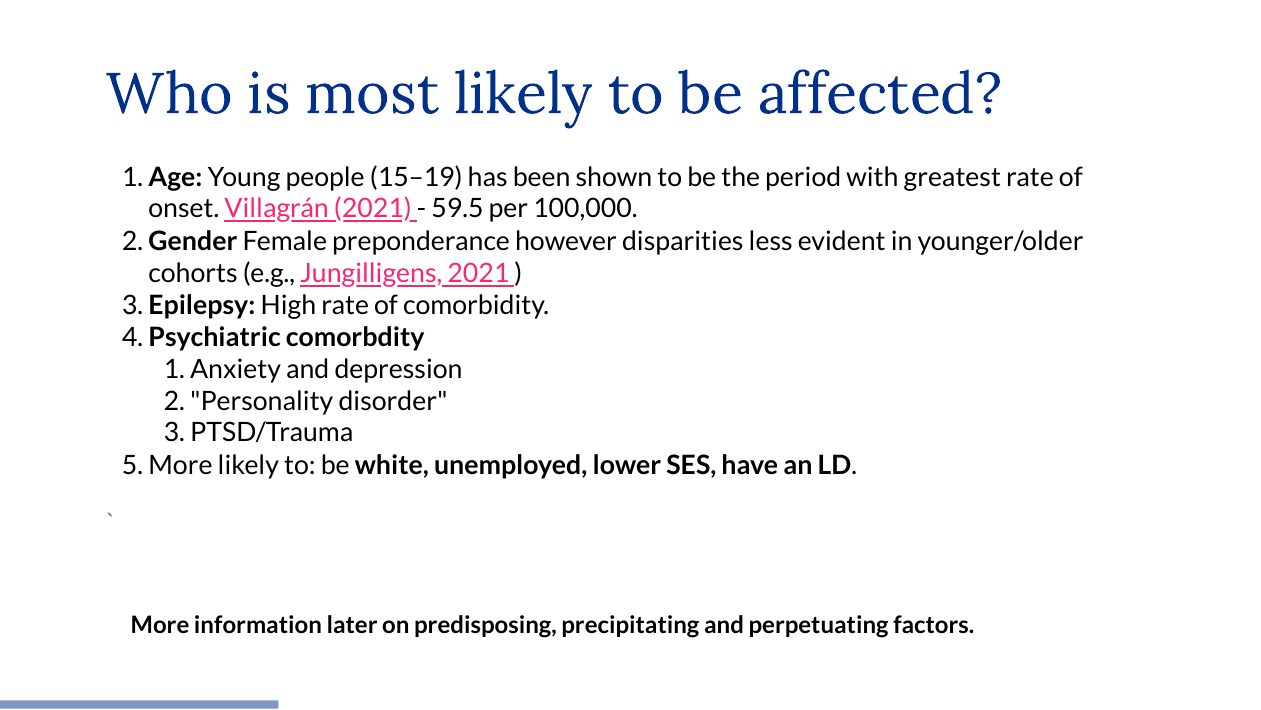 Who is most likely to be affected?
1. Age: Young people (15–19) has been shown to be the period with greatest rate of
onset. Villagrán (2021) - 59.5 per 100,000.
2. Gender Female preponderance however disparities less evident in younger/older
cohorts (e.g., Jungilligens, 2021 )
3. Epilepsy: High rate of comorbidity.
4. Psychiatric comorbdity
1. Anxiety and depression
2. "Personality disorder"
3. PTSD/Trauma
5. More likely to: be white, unemployed, lower SES, have an LD.
`
More information later on predisposing, precipitating and perpetuating factors.